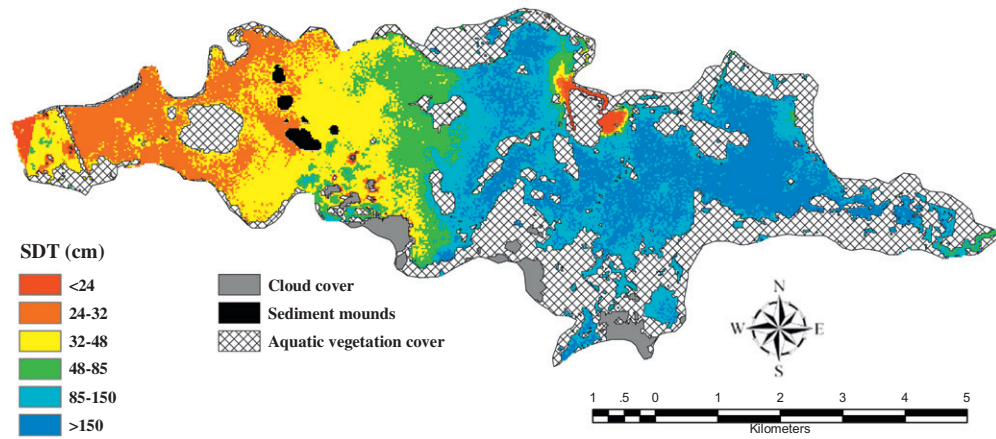 SDT (cm)
<24
24-32
32-48
48-85
85-150
>150
Cloud cover
Sediment mounds
Aquatic vegetation cover
N
W E
S
1 .5 0 1 2 3 4 5
Kilometers